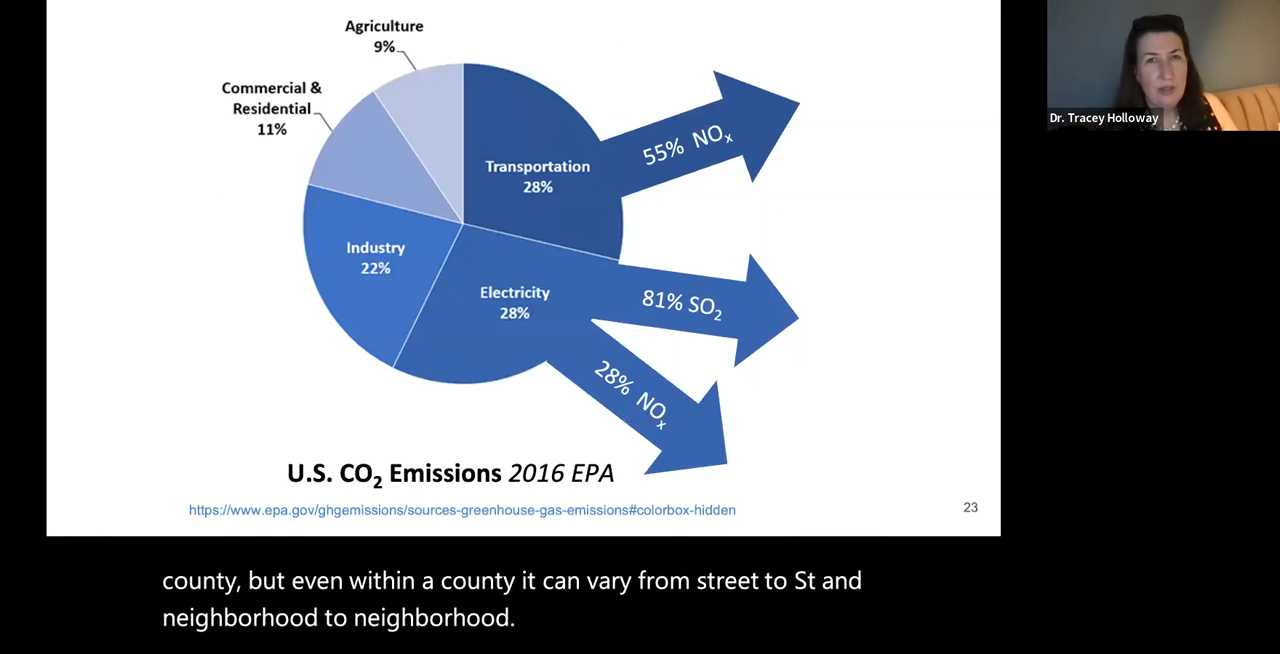 Agriculture
9%
Commercial &
Residential
11%
Transportation
28%
55% NOx
Industry
22%
Electricity
28%
81% SO2
28% NOx
U.S. CO2 Emissions 2016 EPA
https://www.epa.gov/ghgemissions/sources-greenhouse-gas-emissions#colorbox-hidden
23
Dr. Tracey Holloway
county, but even within a county it can vary from street to St and
neighborhood to neighborhood.